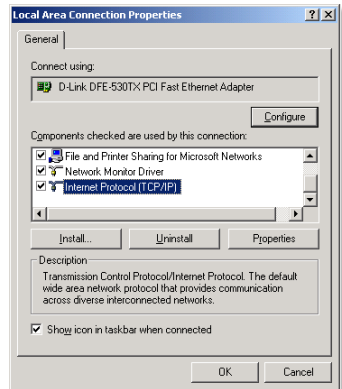 Local Area Connection Properties
General
Connect using:
D-Link DFE-530TX PCI Fast Ethernet Adapter
Configure
Components checked are used by this connection:
File and Printer Sharing for Microsoft Networks
Network Monitor Driver
Internet Protocol (TCP/IP)
Install... Uninstall Properties
Description
Transmission Control Protocol/Internet Protocol. The default
wide area network protocol that provides communication
across diverse interconnected networks.
Show icon in taskbar when connected
OK Cancel